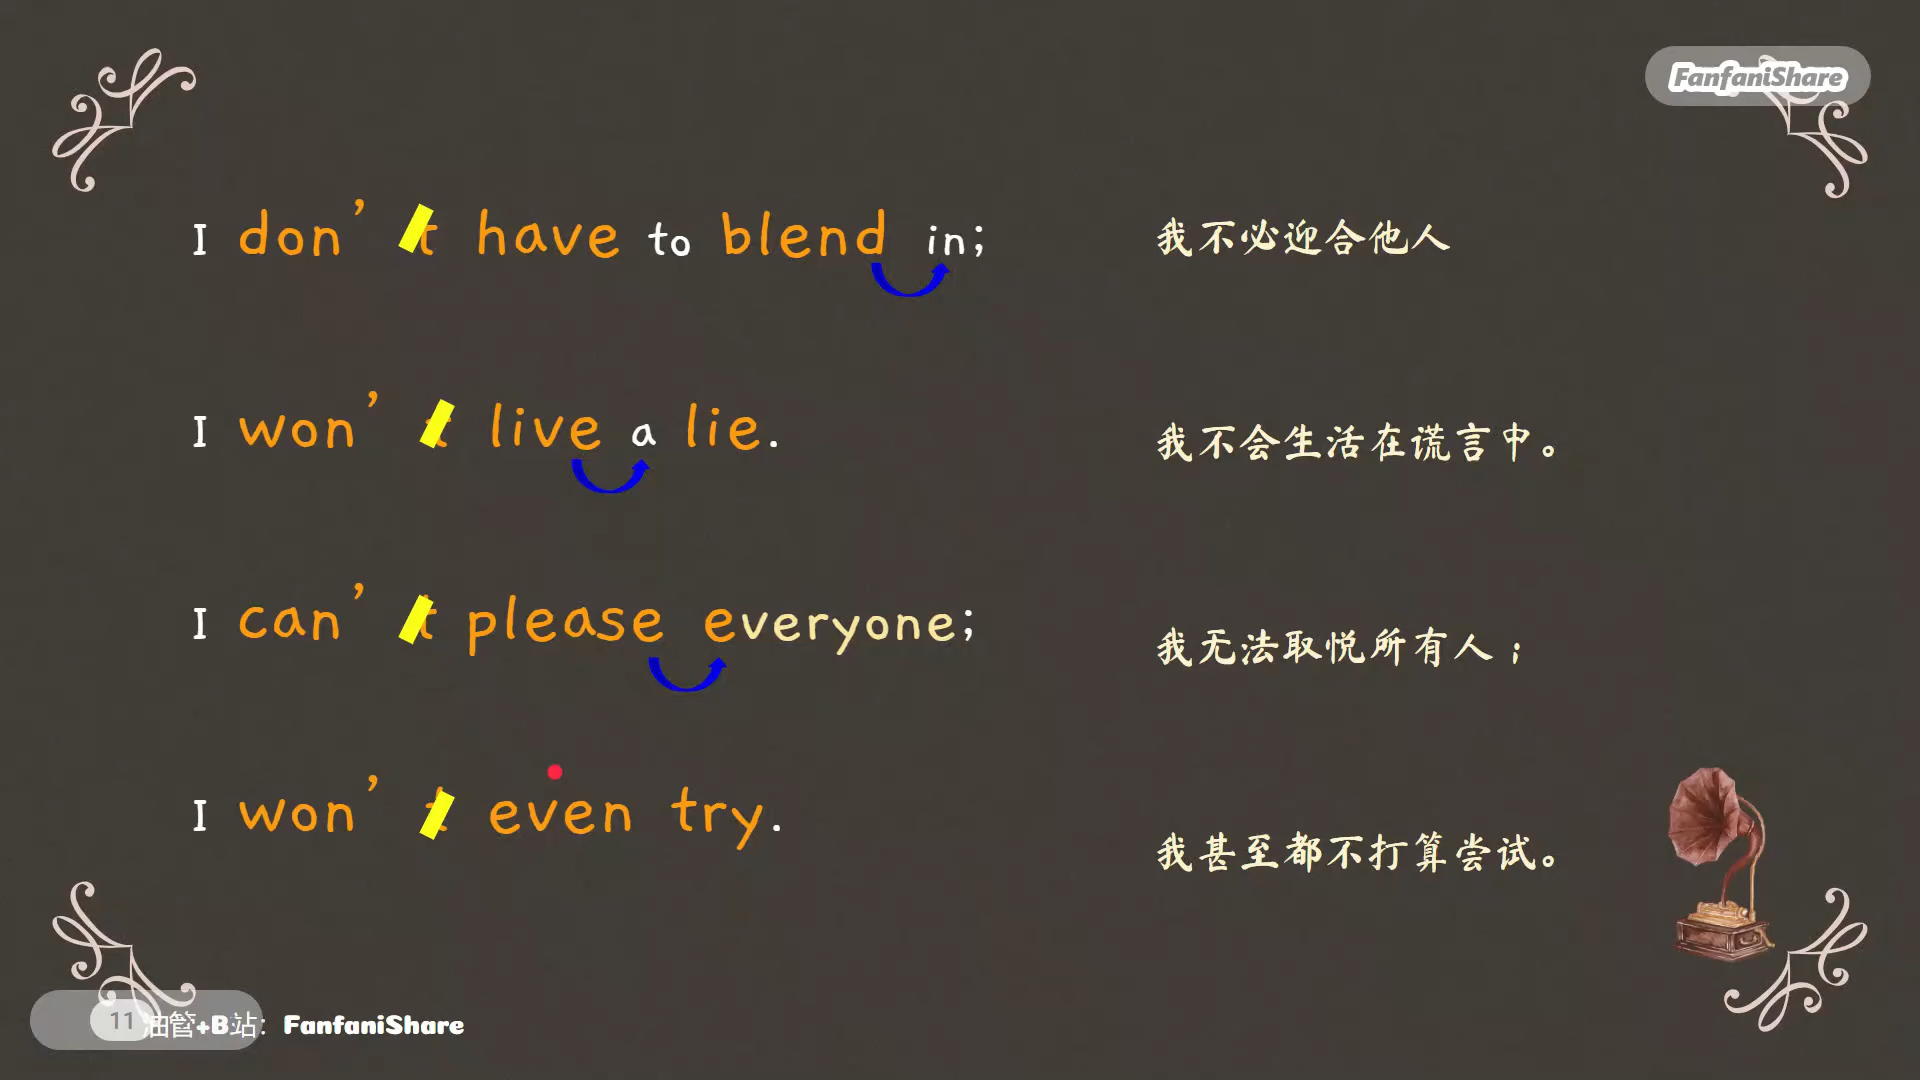 FanfaniShare
I don't have to blend in;
我不必迎合他人
I won't live a lie.
我不会生活在谎言中。
I can't please everyone;
我无法取悦所有人；
I won't even try.
我甚至都不打算尝试。
11
油管+B站: FanfaniShare